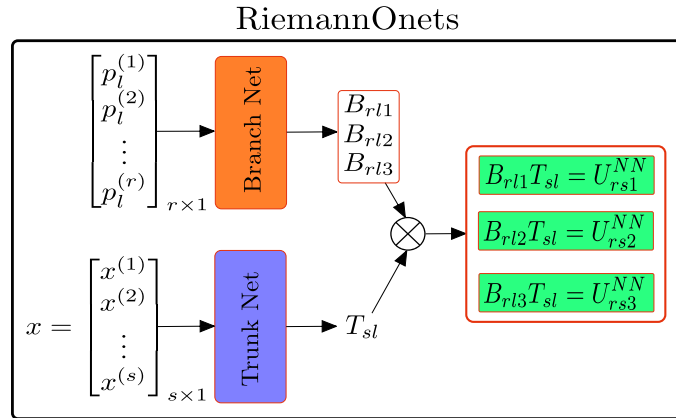 RiemannOnets
p_l^{(1)}
p_l^{(2)}
⋮
p_l^{(r)}
r×1
Branch Net
B_{rl1}
B_{rl2}
B_{rl3}
B_{rl1}T_{sl} = U_{rs1}^{NN}
B_{rl2}T_{sl} = U_{rs2}^{NN}
B_{rl3}T_{sl} = U_{rs3}^{NN}
x =
x^{(1)}
x^{(2)}
⋮
x^{(s)}
s×1
Trunk Net
T_{sl}